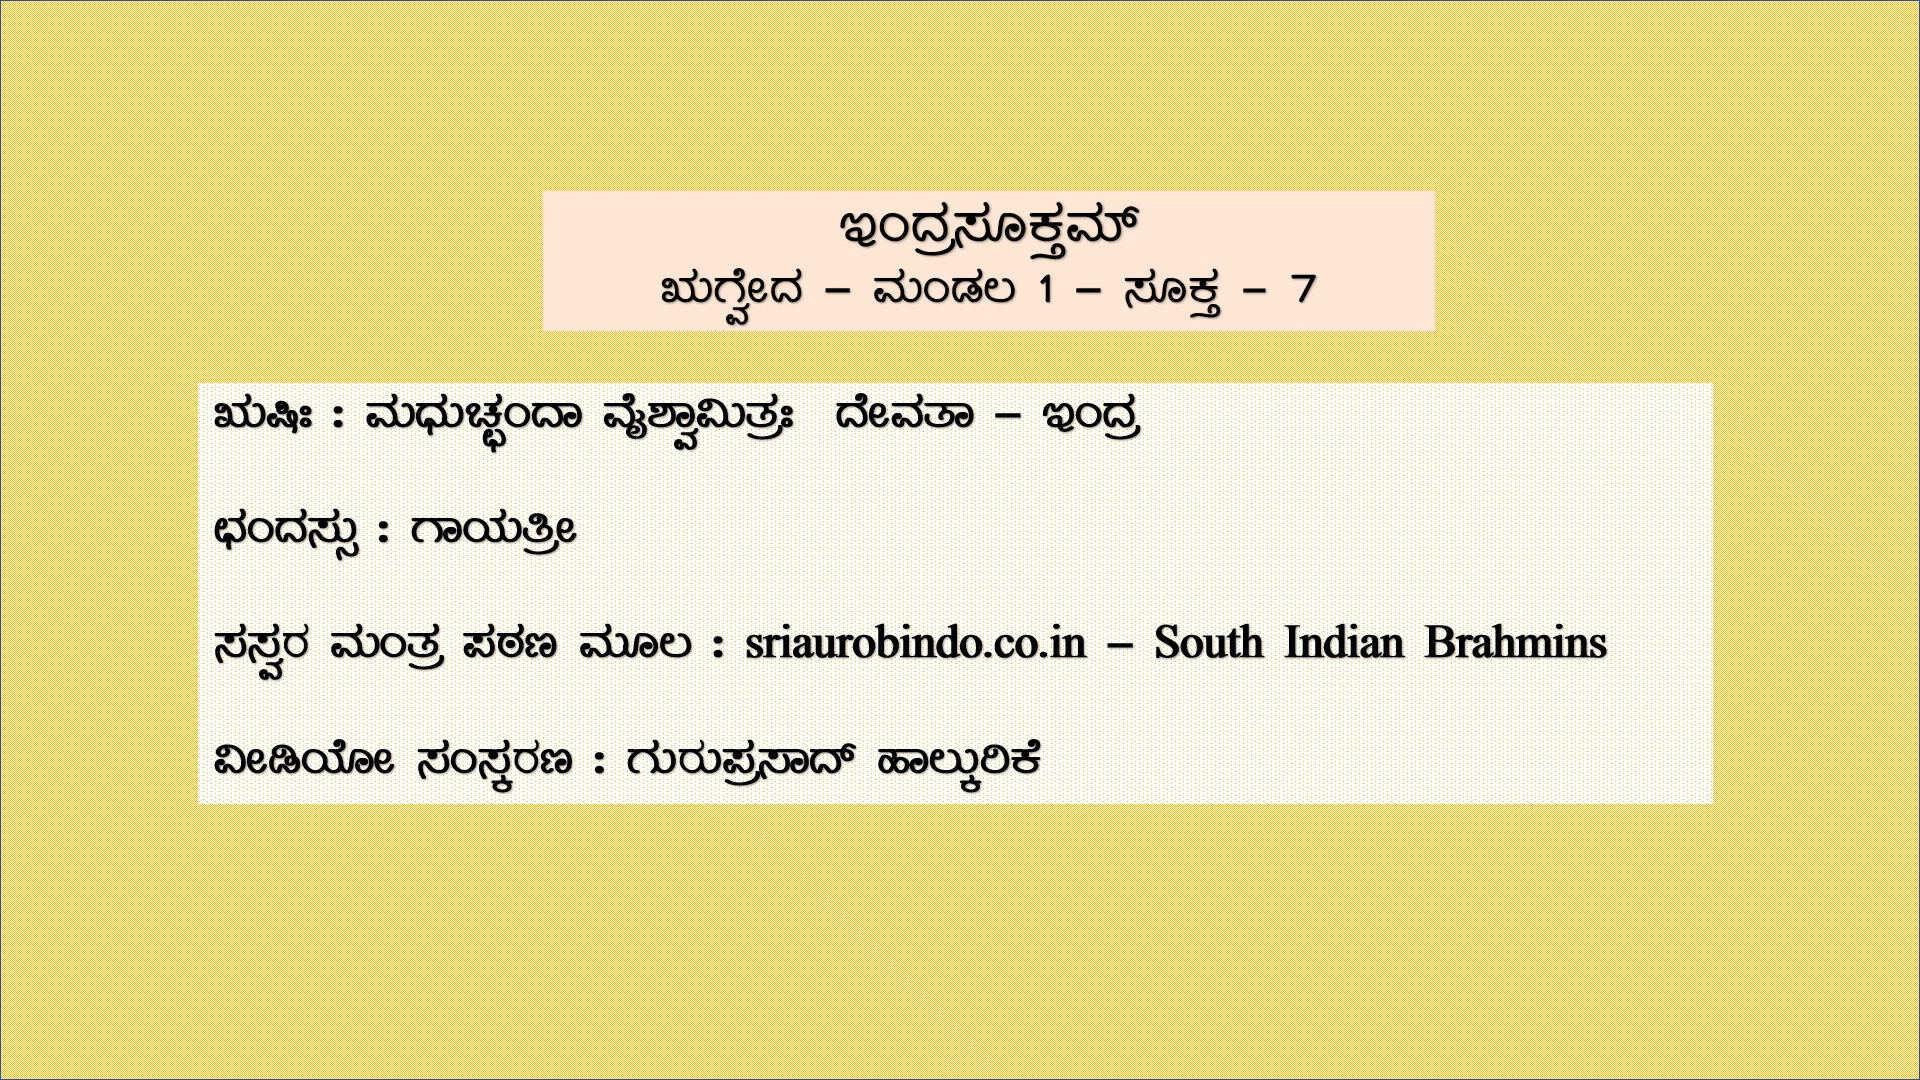 ಇಂದ್ರಸೂಕ್ತಮ್
ಋಗ್ವೇದ – ಮಂಡಲ 1 – ಸೂಕ್ತ – 7
ಋಷಿಃ : ಮಧುಚ್ಛಂದಾ ವೈಶ್ವಾಮಿತ್ರಃ ದೇವತಾ – ಇಂದ್ರ
ಛಂದಸ್ಸು : ಗಾಯತ್ರೀ
ಸಸ್ವರ ಮಂತ್ರ ಪಠಣ ಮೂಲ : sriaurobindo.co.in – South Indian Brahmins
ವೀಡಿಯೋ ಸಂಸ್ಕರಣ : ಗುರುಪ್ರಸಾದ್ ಹಾಲ್ಕುರಿಕೆ